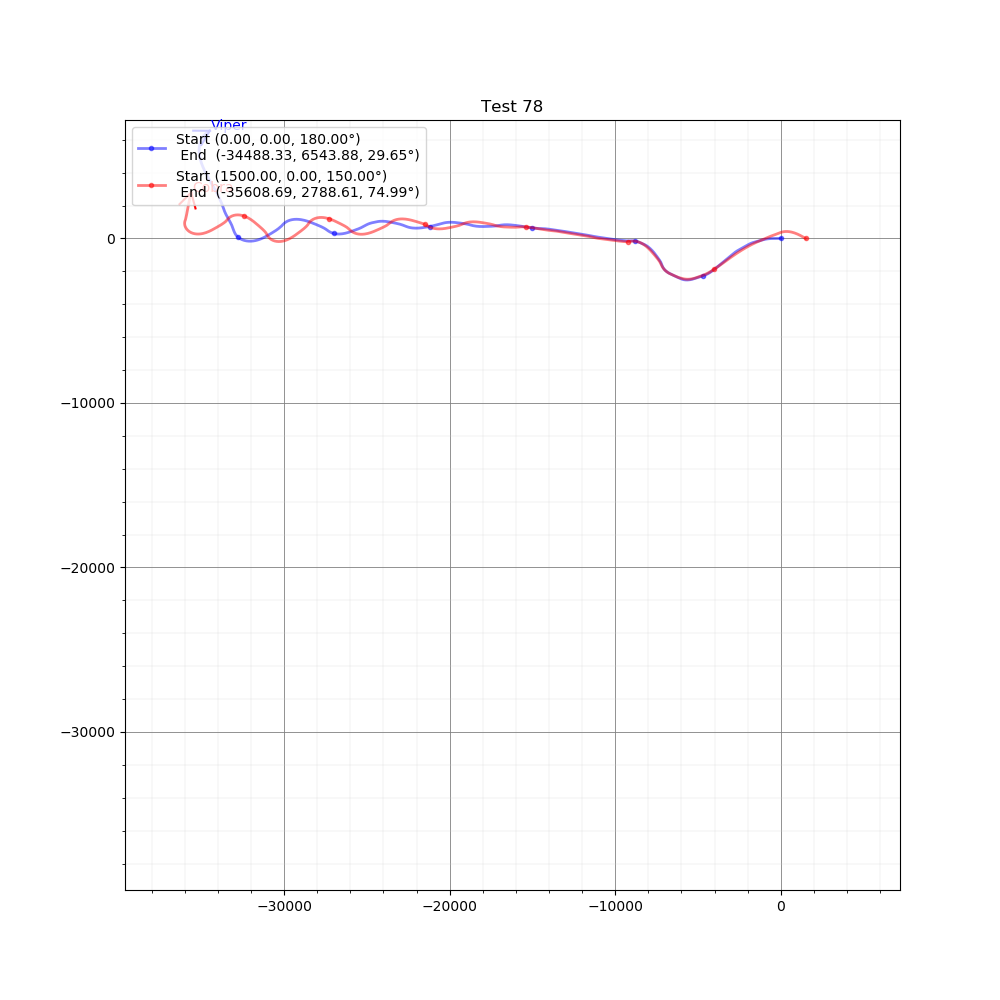 Test 78
Viper
Start (0.00, 0.00, 180.00°)
End (-34488.33, 6543.88, 29.65°)
Start (1500.00, 0.00, 150.00°)
End (-35608.69, 2788.61, 74.99°)
0
−10000
−20000
−30000
−30000
−20000
−10000
0